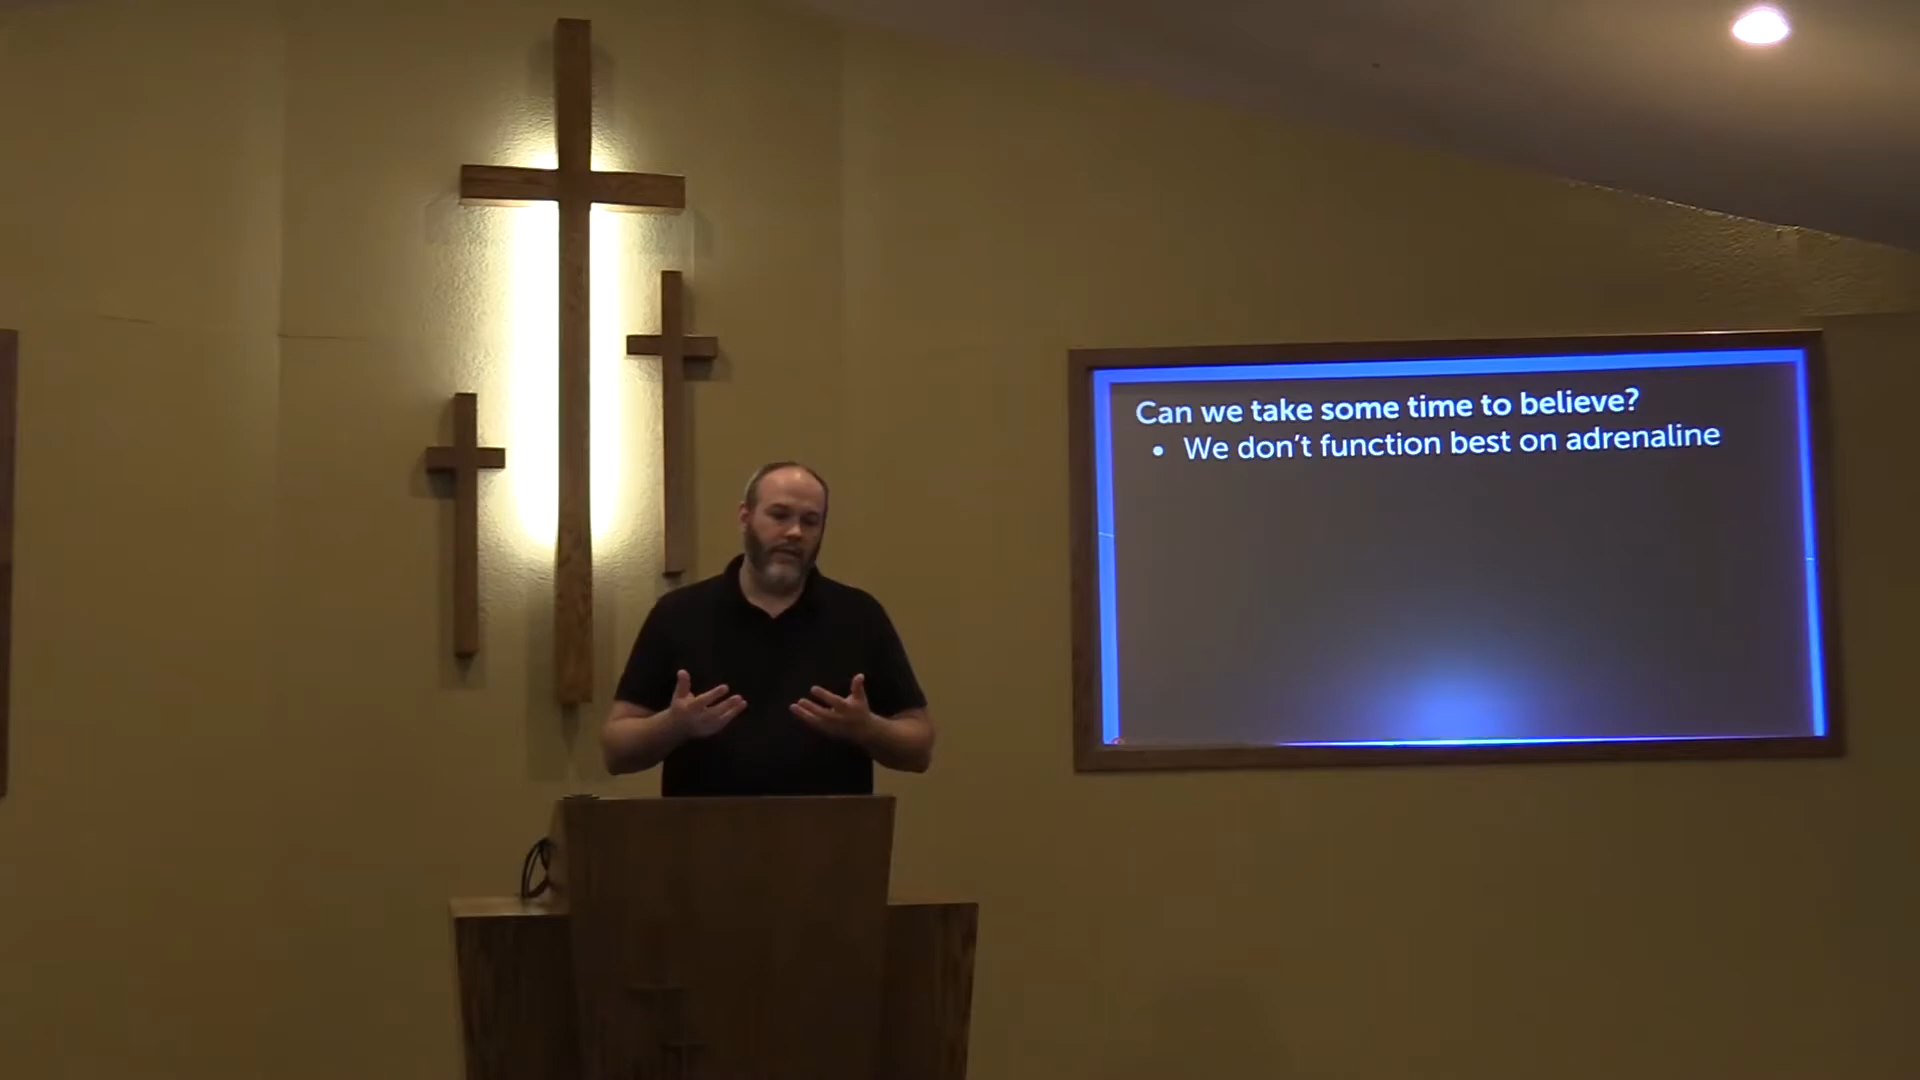 Can we take some time to believe?
• We don't function best on adrenaline